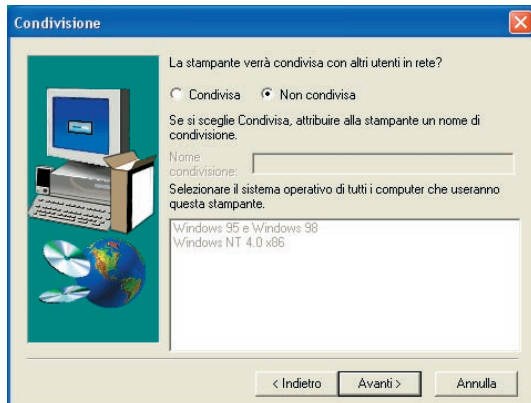 Condivisione
La stampante verrà condivisa con altri utenti in rete?
Condivisa Non condivisa
Se si sceglie Condivisa, attribuire alla stampante un nome di
condivisione.
Nome
condivisione:
Selezionare il sistema operativo di tutti i computer che useranno
questa stampante.
Windows 95 e Windows 98
Windows NT 4.0 x86
< Indietro Avanti > Annulla